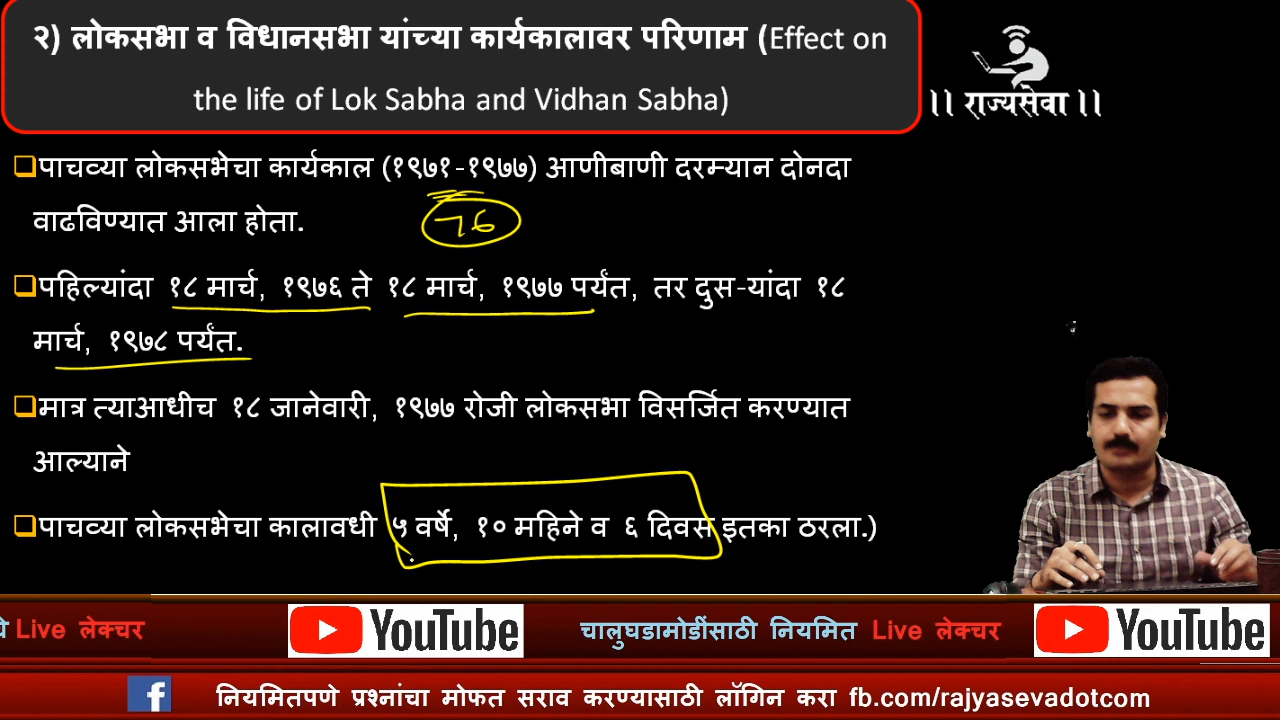 २) लोकसभा व विधानसभा यांच्या कार्यकालावर परिणाम (Effect on
the life of Lok Sabha and Vidhan Sabha)
।। राज्यसेवा ।।
पाचव्या लोकसभेचा कार्यकाल (१९७१-१९७७) आणीबाणी दरम्यान दोनदा
वाढविण्यात आला होता.
76
पहिल्यांदा १८ मार्च, १९७६ ते १८ मार्च, १९७७ पर्यंत, तर दुस-यांदा १८
मार्च, १९७८ पर्यंत.
मात्र त्याआधीच १८ जानेवारी, १९७७ रोजी लोकसभा विसर्जित करण्यात
आल्याने
पाचव्या लोकसभेचा कालावधी ५ वर्षे, १० महिने व ६ दिवस इतका ठरला.)
Live लेक्चर YouTube चालुघडामोडींसाठी नियमित Live लेक्चर YouTube
f नियमितपणे प्रश्नांचा मोफत सराव करण्यासाठी लॉगिन करा fb.com/rajyasevadotcom